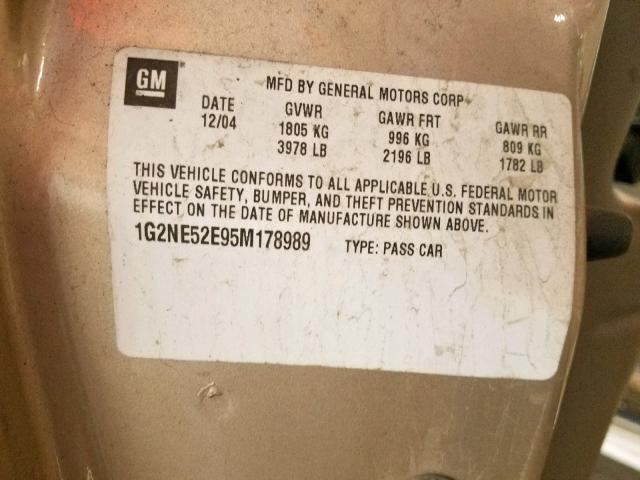 GM
MFD BY GENERAL MOTORS CORP
DATE GVWR GAWR FRT GAWR RR
12/04 1805 KG 996 KG 809 KG
3978 LB 2196 LB 1782 LB
THIS VEHICLE CONFORMS TO ALL APPLICABLE U.S. FEDERAL MOTOR
VEHICLE SAFETY, BUMPER, AND THEFT PREVENTION STANDARDS IN
EFFECT ON THE DATE OF MANUFACTURE SHOWN ABOVE.
1G2NE52E95M178989 TYPE: PASS CAR